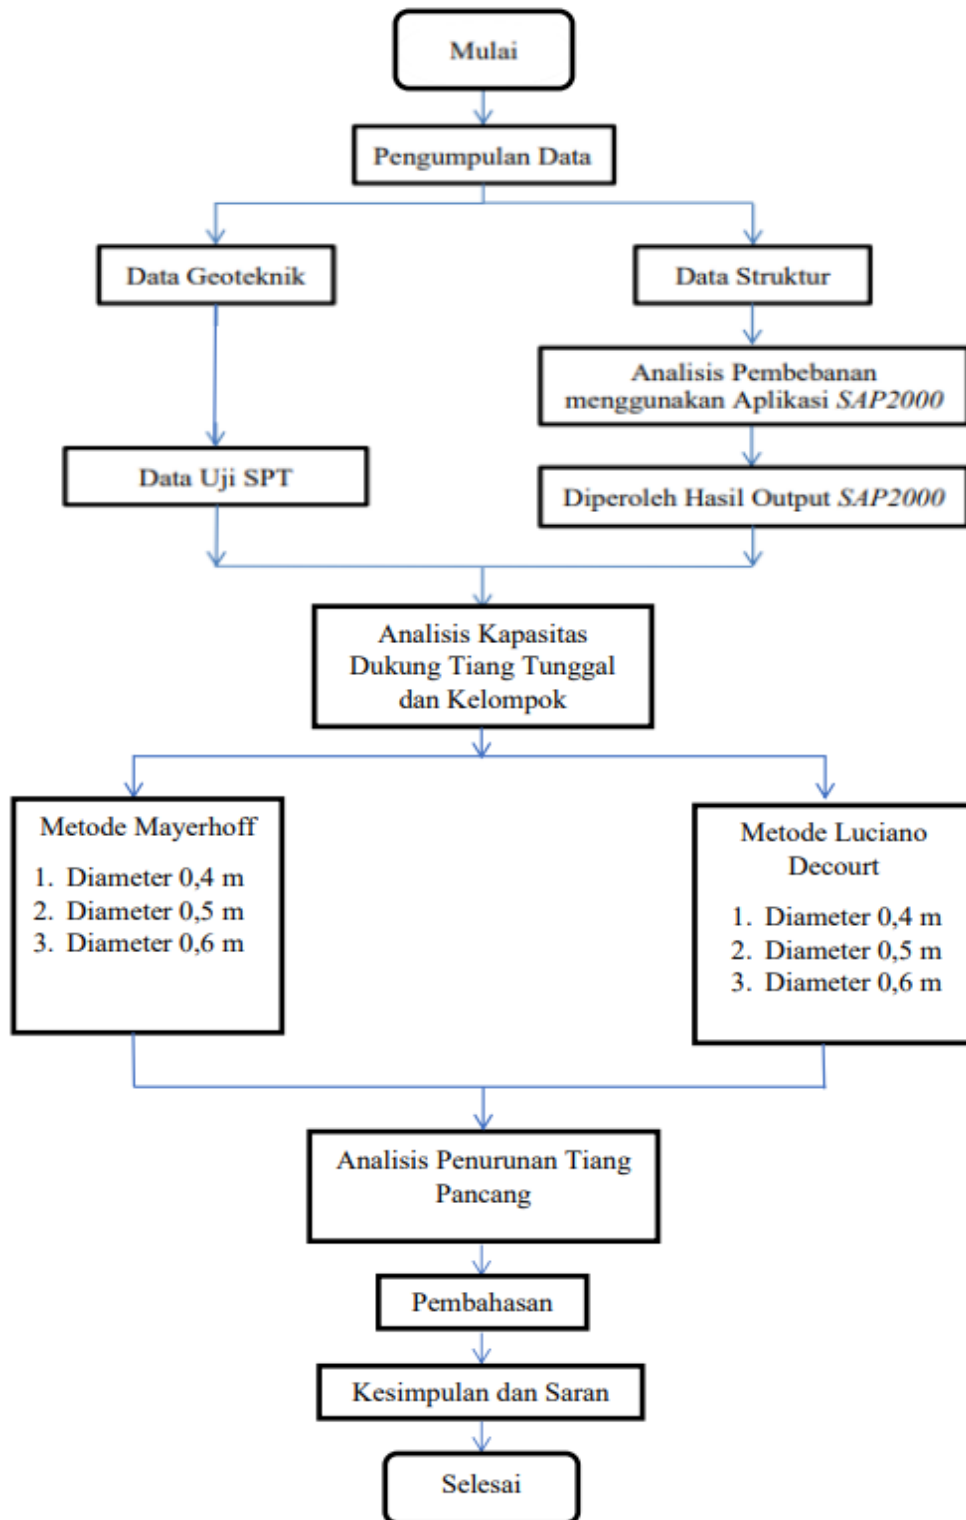 Mulai
Pengumpulan Data
Data Geoteknik
Data Struktur
Analisis Pembebanan
menggunakan Aplikasi SAP2000
Data Uji SPT
Diperoleh Hasil Output SAP2000
Analisis Kapasitas
Dukung Tiang Tunggal
dan Kelompok
Metode Mayerhoff
1. Diameter 0,4 m
2. Diameter 0,5 m
3. Diameter 0,6 m
Metode Luciano
Decourt
1. Diameter 0,4 m
2. Diameter 0,5 m
3. Diameter 0,6 m
Analisis Penurunan Tiang
Pancang
Pembahasan
Kesimpulan dan Saran
Selesai